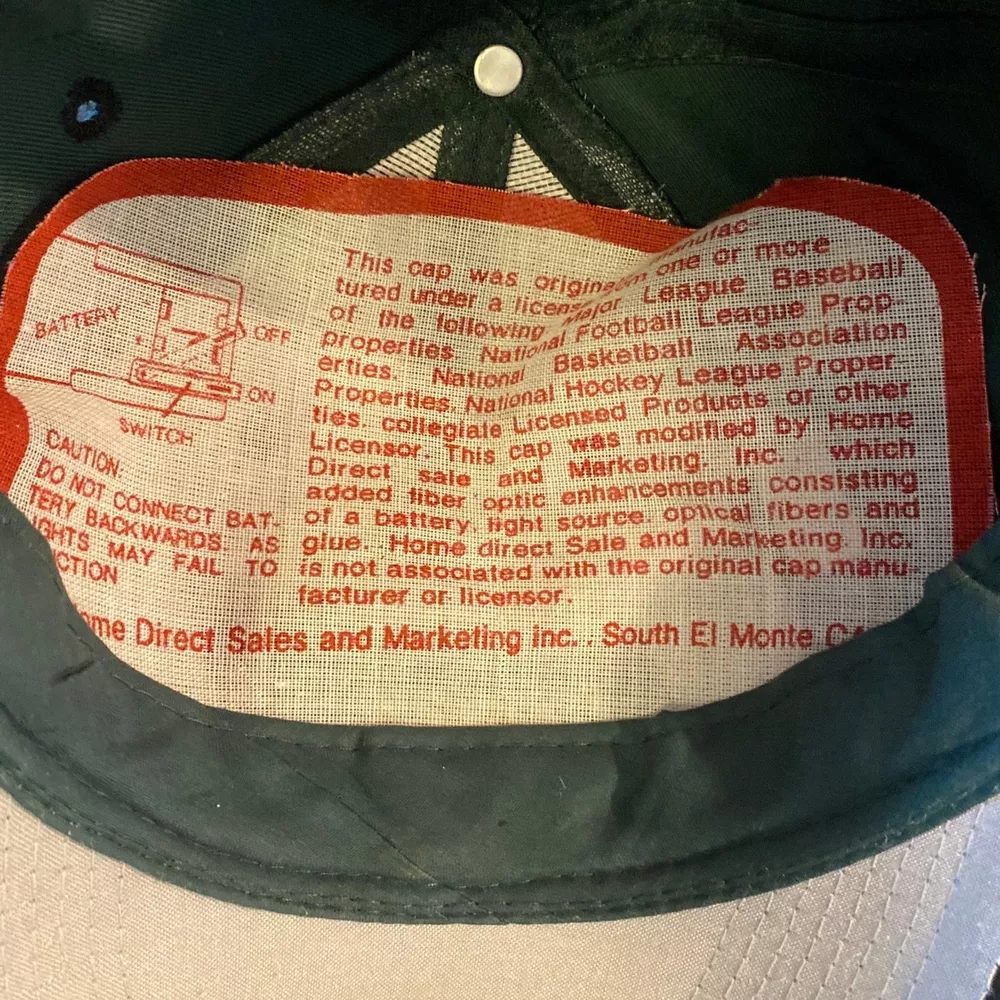 BATTERY
OFF
ON
SWITCH
CAUTION
DO NOT CONNECT BAT-
TERY BACKWARDS. AS
MAY FAIL TO
This cap was
tured under a one or more
of the following Major League Baseball
properties. National Football League Prop-
erties. National Basketball Association
Properties. National Hockey League Proper
ties. collegiate Licensed Products or other
Licensor. This cap was modified by Home
Direct sale and Marketing. Inc. which
added fiber optic enhancements consisting
of a battery. light source. optical fibers and
glue. Home direct Sale and Marketing. Inc.
is not associated with the original cap manu-
facturer or licensor.
Direct Sales and Marketing inc.. South El Monte